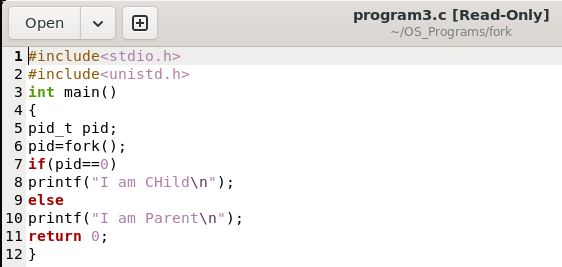 Open
program3.c [Read-Only]
~/OS_Programs/fork
1 #include<stdio.h>
2 #include<unistd.h>
3 int main()
4 {
5 pid_t pid;
6 pid=fork();
7 if(pid==0)
8 printf("I am CHild\n");
9 else
10 printf("I am Parent\n");
11 return 0;
12 }